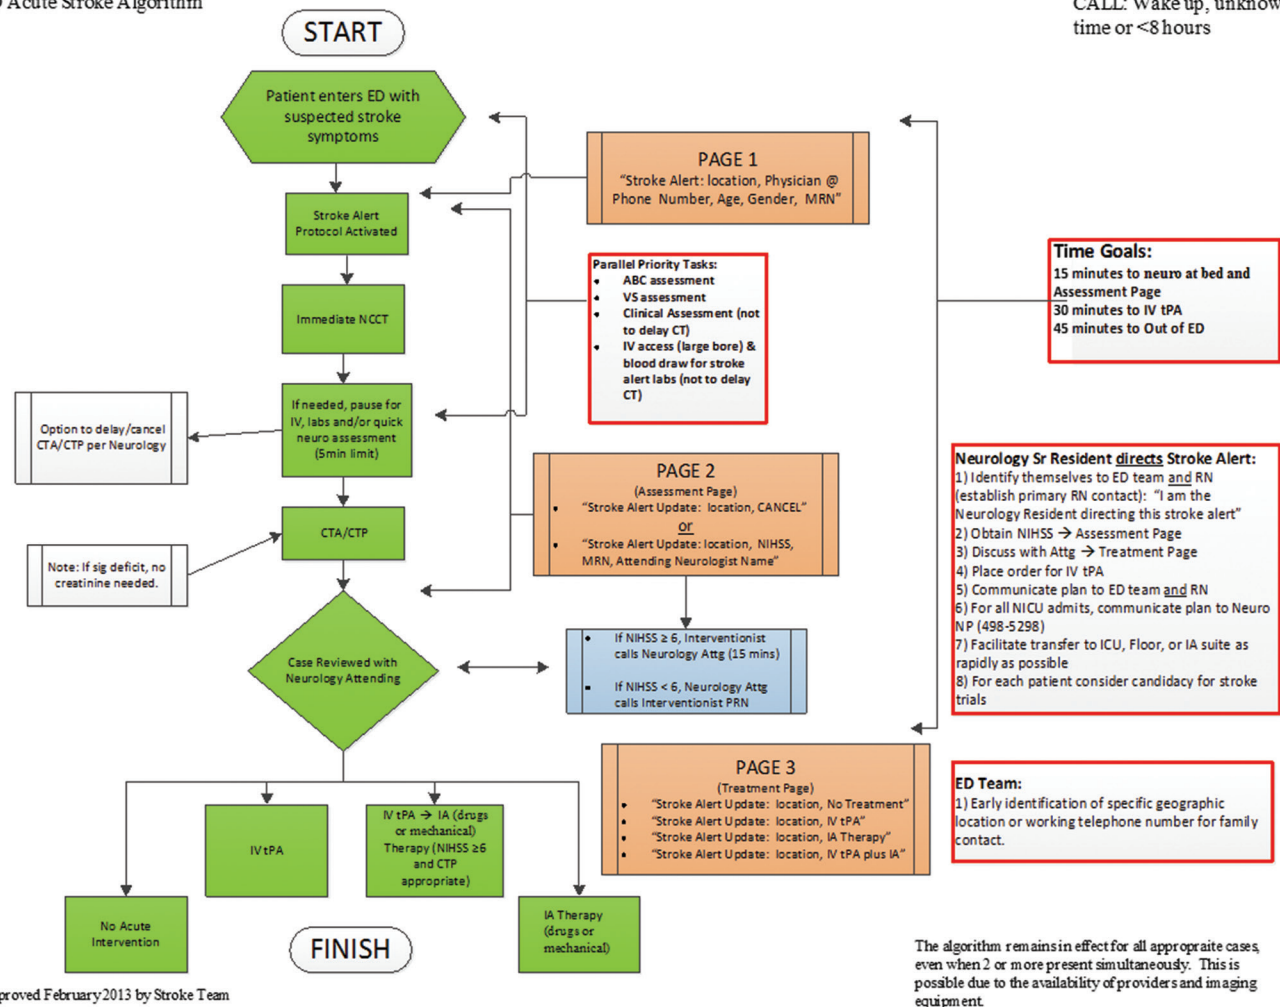 Acute Stroke Algorithm
CALL: Wake up, unknow
time or <8 hours
START
Patient enters ED with
suspected stroke
symptoms
PAGE 1
“Stroke Alert: location, Physician @
Phone Number, Age, Gender, MRN”
Stroke Alert
Protocol Activated
Parallel Priority Tasks:
• ABC assessment
• VS assessment
• Clinical Assessment (not
to delay CT)
• IV access (large bore) &
blood draw for stroke
alert labs (not to delay
CT)
Time Goals:
15 minutes to neuro at bed and
Assessment Page
30 minutes to IV tPA
45 minutes to Out of ED
Immediate NCCT
If needed, pause for
IV, labs and/or quick
neuro assessment
(5min limit)
Option to delay/cancel
CTA/CTP per Neurology
PAGE 2
(Assessment Page)
• “Stroke Alert Update: location, CANCEL”
or
• “Stroke Alert Update: location, NIHSS,
MRN, Attending Neurologist Name”
Neurology Sr Resident directs Stroke Alert:
1) Identify themselves to ED team and RN
(establish primary RN contact): “I am the
Neurology Resident directing this stroke alert”
2) Obtain NIHSS → Assessment Page
3) Discuss with Attg → Treatment Page
4) Place order for IV tPA
5) Communicate plan to ED team and RN
6) For all NICU admits, communicate plan to Neuro
NP (498-5298)
7) Facilitate transfer to ICU, Floor, or IA suite as
rapidly as possible
8) For each patient consider candidacy for stroke
trials
CTA/CTP
Note: If sig deficit, no
creatinine needed.
Case Reviewed with
Neurology Attending
• If NIHSS ≥ 6, Interventionist
calls Neurology Attg (15 mins)
• If NIHSS < 6, Neurology Attg
calls Interventionist PRN
PAGE 3
(Treatment Page)
• “Stroke Alert Update: location, No Treatment”
• “Stroke Alert Update: location, IV tPA”
• “Stroke Alert Update: location, IA Therapy”
• “Stroke Alert Update: location, IV tPA plus IA”
ED Team:
1) Early identification of specific geographic
location or working telephone number for family
contact.
IV tPA
IV tPA → IA (drugs
or mechanical)
Therapy (NIHSS ≥6
and CTP
appropriate)
No Acute
Intervention
FINISH
IA Therapy
(drugs or
mechanical)
The algorithm remains in effect for all appropraite cases,
even when 2 or more present simultaneously. This is
possible due to the availability of providers and imaging
equipment.
proved February 2013 by Stroke Team